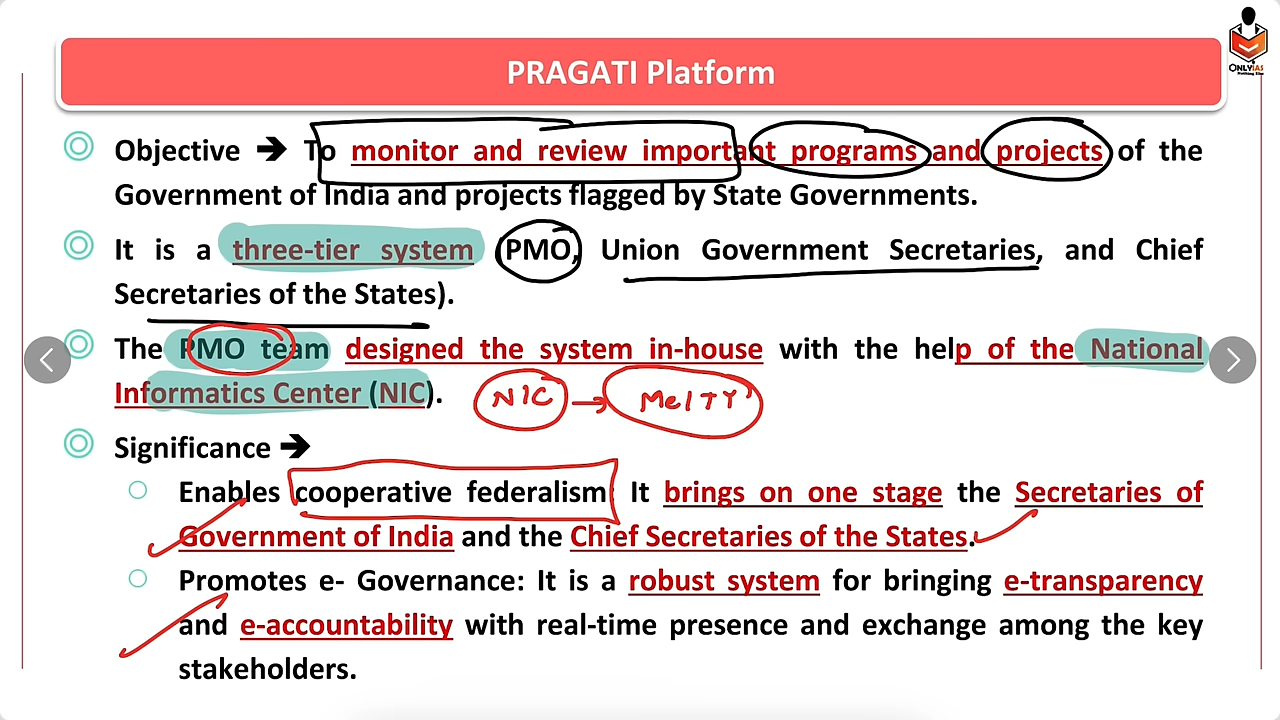 PRAGATI Platform
ONLYIAS
Nothing Else
Objective ➔ To monitor and review important programs and projects of the
Government of India and projects flagged by State Governments.
It is a three-tier system (PMO, Union Government Secretaries, and Chief
Secretaries of the States).
The PMO team designed the system in-house with the help of the National
Informatics Center (NIC).
NIC → MeITY
Significance ➔
Enables cooperative federalism: It brings on one stage the Secretaries of
Government of India and the Chief Secretaries of the States.
Promotes e- Governance: It is a robust system for bringing e-transparency
and e-accountability with real-time presence and exchange among the key
stakeholders.